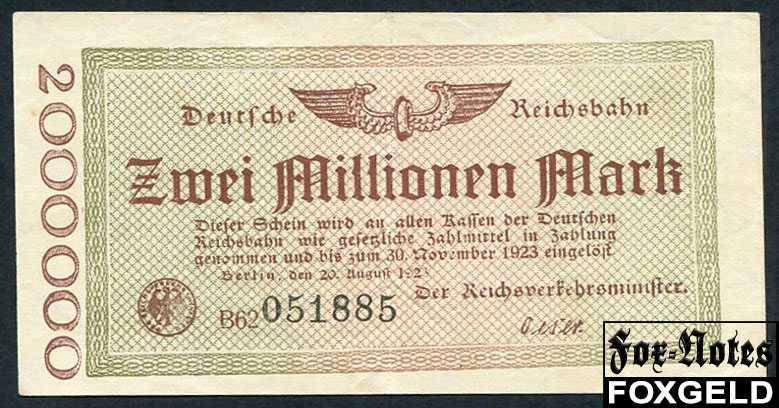 2000000
Deutsche Reichsbahn
Zwei Millionen Mark
Dieser Schein wird an allen Kassen der Deutschen
Reichsbahn wie gesetzliche Zahlmittel in Zahlung
genommen und bis zum 30. November 1923 eingelöst
Berlin, den 20. August 1923
Der Reichsverkehrsminister.
B62 051885
Oeser
Fox-Notes
FOXGELD